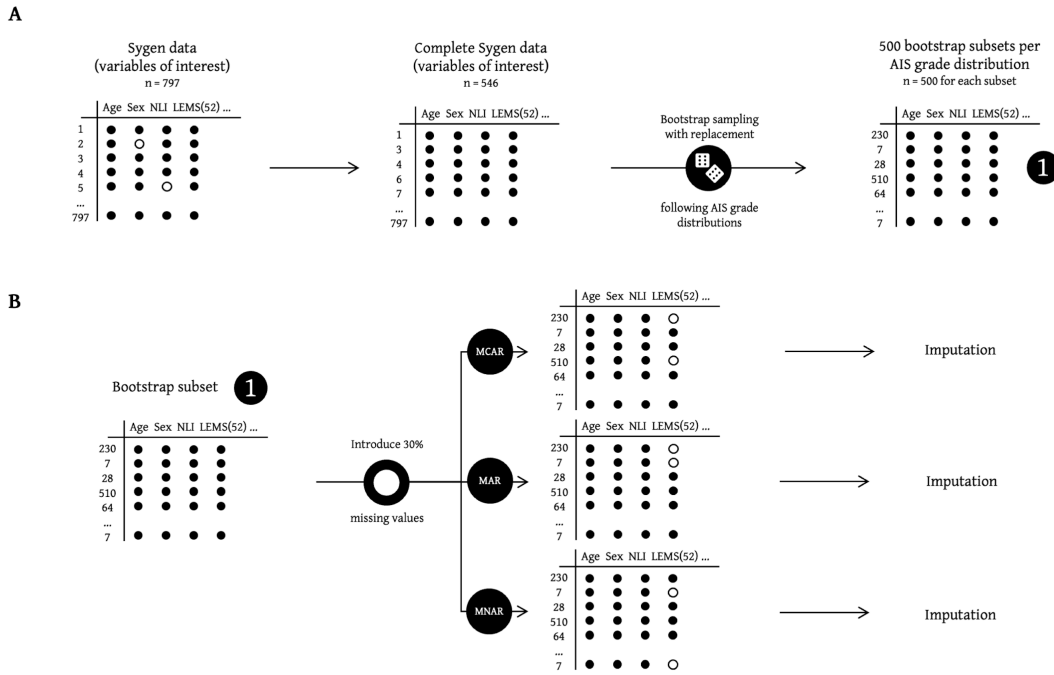 A
Sygen data
(variables of interest)
n = 797
Age Sex NLI LEMS(52) ...
1
2
3
4
5
...
797
Complete Sygen data
(variables of interest)
n = 546
Age Sex NLI LEMS(52) ...
1
3
4
6
7
...
797
Bootstrap sampling
with replacement
following AIS grade
distributions
500 bootstrap subsets per
AIS grade distribution
n = 500 for each subset
Age Sex NLI LEMS(52) ...
230
7
28
510
64
...
7
1
B
Bootstrap subset 1
Age Sex NLI LEMS(52) ...
230
7
28
510
64
...
7
Introduce 30%
missing values
MCAR
Age Sex NLI LEMS(52) ...
230
7
28
510
64
...
7
Imputation
MAR
Age Sex NLI LEMS(52) ...
230
7
28
510
64
...
7
Imputation
MNAR
Age Sex NLI LEMS(52) ...
230
7
28
510
64
...
7
Imputation